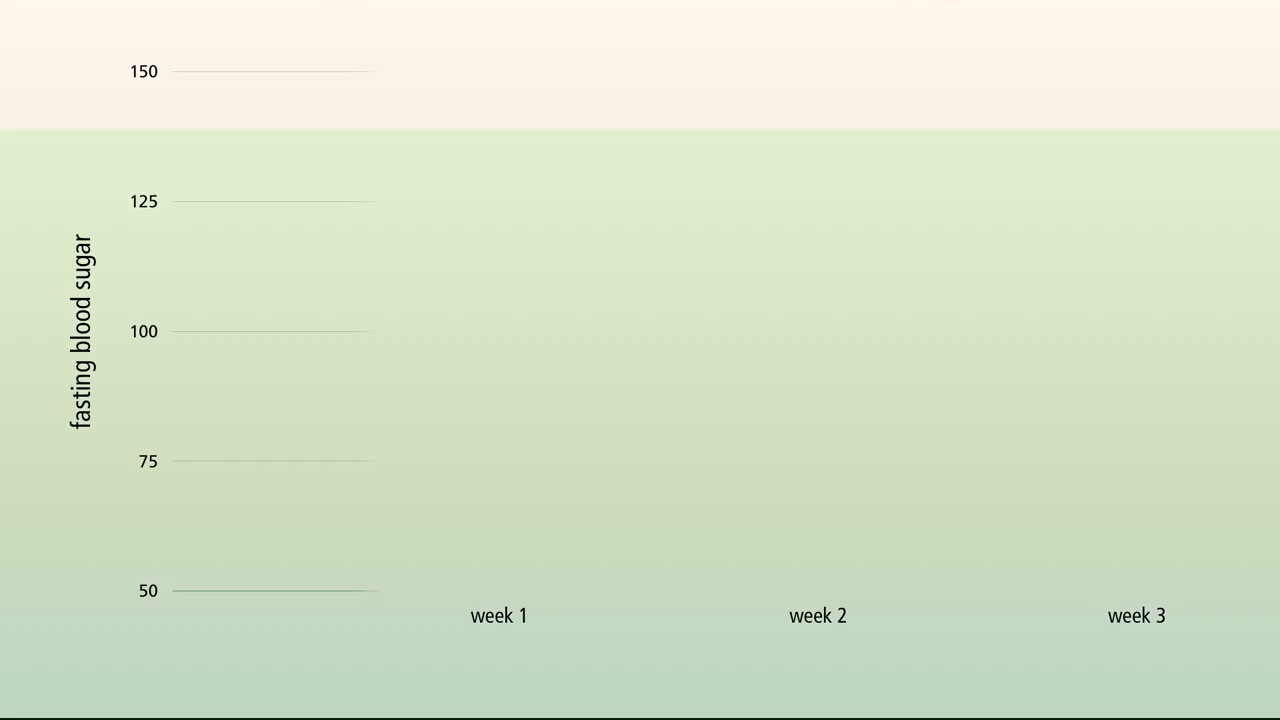 150
125
100
75
50
fasting blood sugar
week 1
week 2
week 3